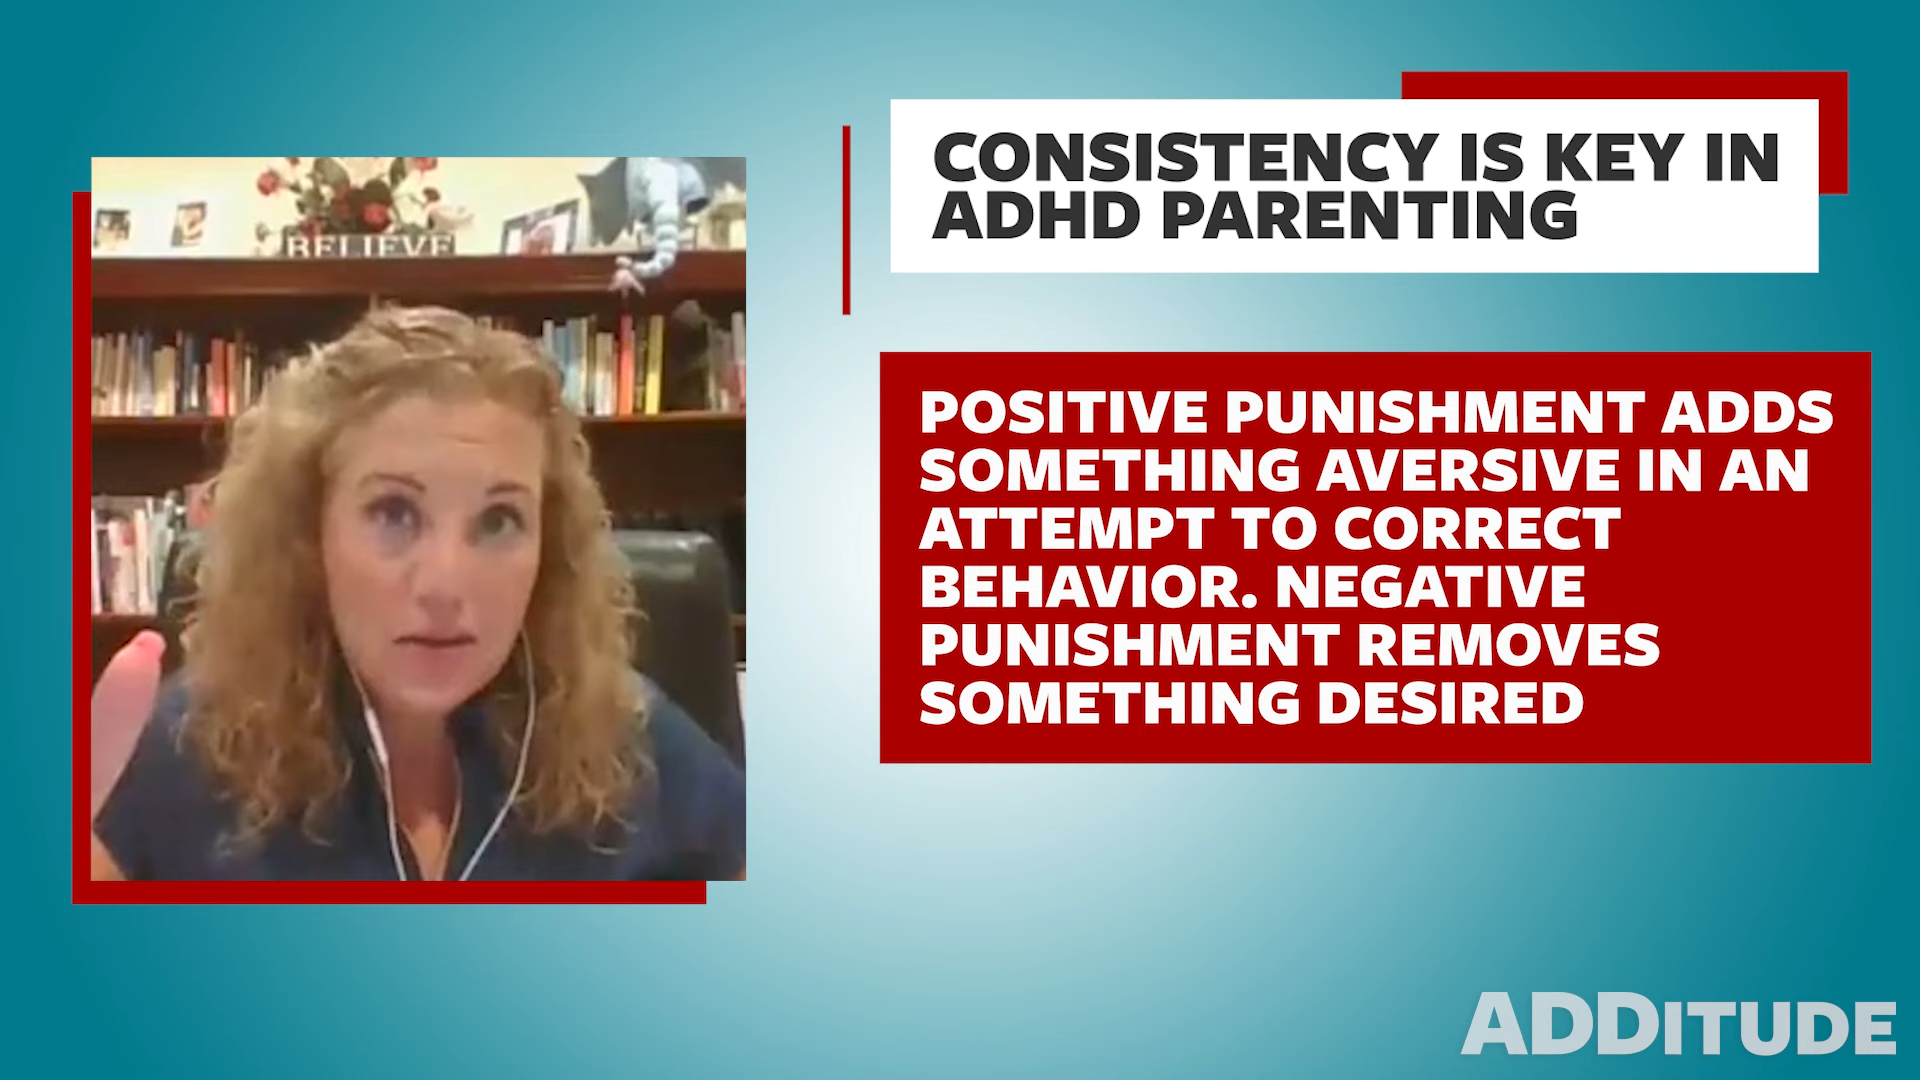 BELIEVE
CONSISTENCY IS KEY IN
ADHD PARENTING
POSITIVE PUNISHMENT ADDS
SOMETHING AVERSIVE IN AN
ATTEMPT TO CORRECT
BEHAVIOR. NEGATIVE
PUNISHMENT REMOVES
SOMETHING DESIRED
ADDITUDE